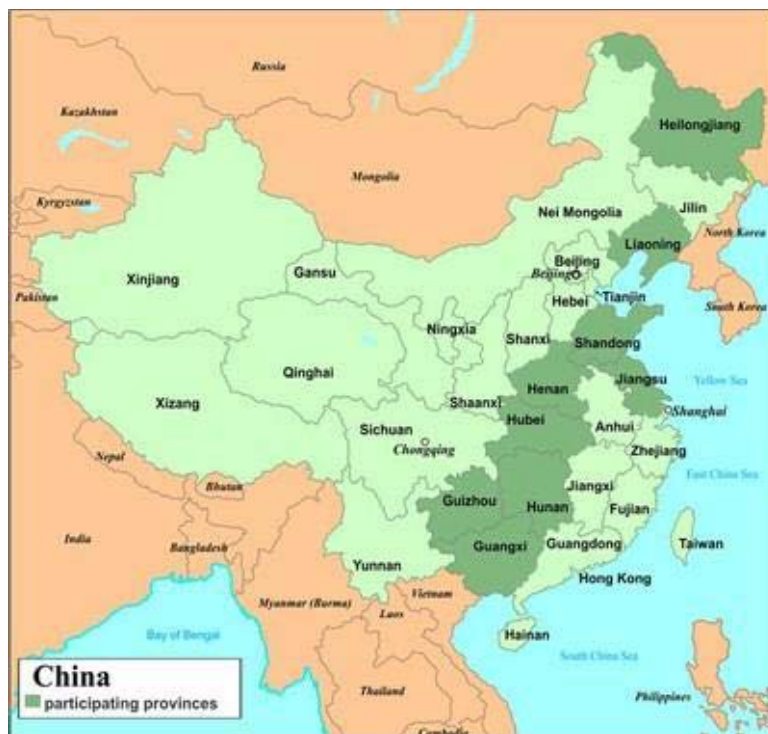 Russia
Kazakhstan
Heilongjiang
Mongolia
Kyrgyzstan
Nei Mongolia
Jilin
North Korea
Liaoning
Beijing
Beijing
Xinjiang
Gansu
Pakistan
Hebei
Tianjin
South Korea
Ningxia
Shanxi
Shandong
Qinghai
Yellow Sea
Henan
Jiangsu
Xizang
Shaanxi
Shanghai
Hubei
Anhui
Sichuan
Chongqing
Zhejiang
Nepal
East China Sea
Bhutan
Jiangxi
Guizhou
Hunan
Fujian
India
Bangladesh
Guangxi
Guangdong
Taiwan
Yunnan
Hong Kong
Vietnam
Myanmar (Burma)
Laos
Bay of Bengal
Hainan
South China Sea
China
participating provinces
Thailand
Philippines
Cambodia